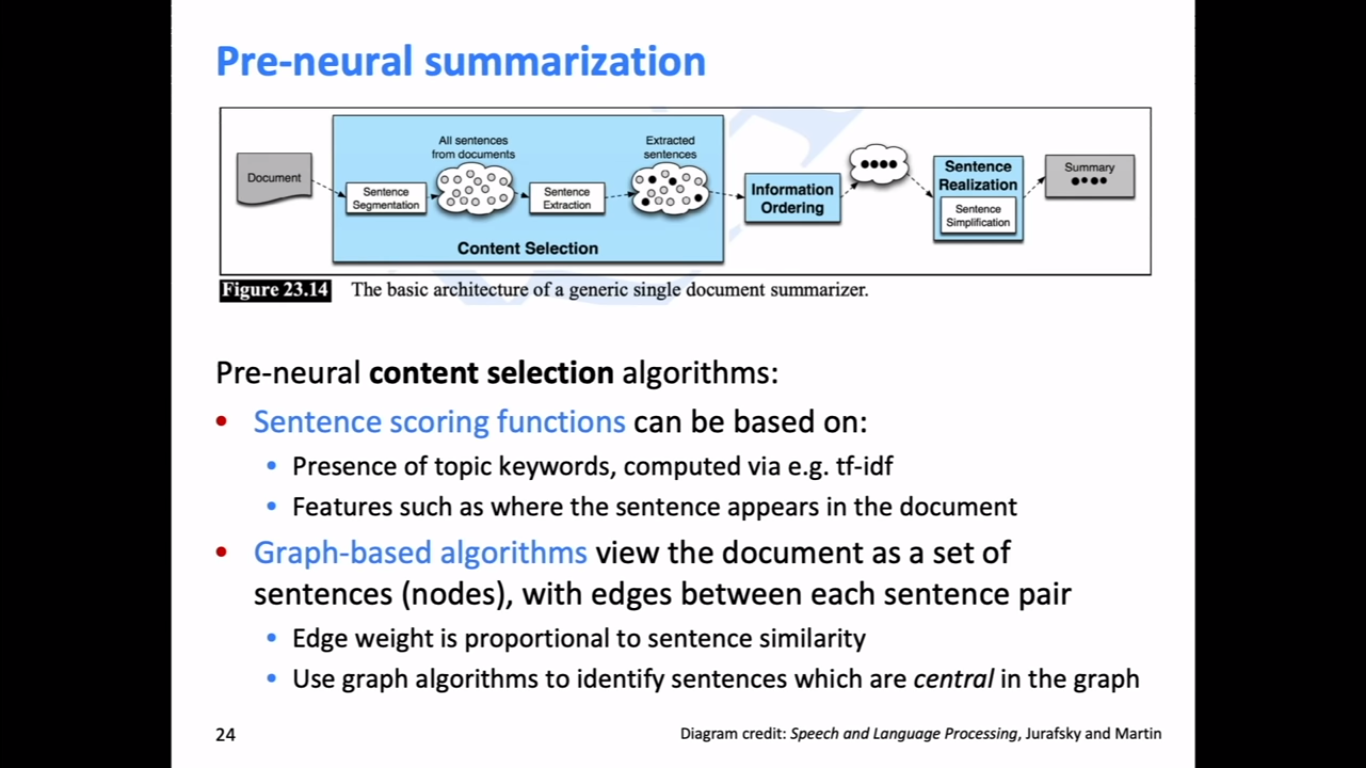 Pre-neural summarization
Document
Sentence
Segmentation
All sentences
from documents
Sentence
Extraction
Extracted
sentences
Content Selection
Information
Ordering
Sentence
Realization
Sentence
Simplification
Summary
Figure 23.14 The basic architecture of a generic single document summarizer.
Pre-neural content selection algorithms:
• Sentence scoring functions can be based on:
• Presence of topic keywords, computed via e.g. tf-idf
• Features such as where the sentence appears in the document
• Graph-based algorithms view the document as a set of
sentences (nodes), with edges between each sentence pair
• Edge weight is proportional to sentence similarity
• Use graph algorithms to identify sentences which are central in the graph
24
Diagram credit: Speech and Language Processing, Jurafsky and Martin